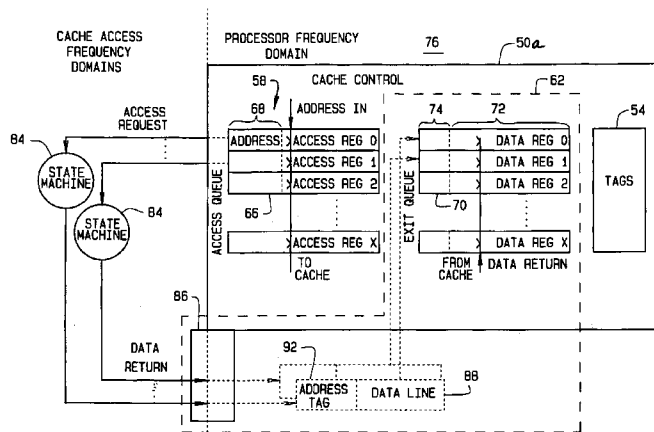 CACHE ACCESS
FREQUENCY
DOMAINS
PROCESSOR FREQUENCY
DOMAIN
76
50a
CACHE CONTROL
62
58
68
ADDRESS IN
74
72
54
ACCESS
REQUEST
84
STATE
MACHINE
84
STATE
MACHINE
ACCESS QUEUE
ADDRESS
ACCESS REG 0
ACCESS REG 1
ACCESS REG 2
66
ACCESS REG X
TO
CACHE
EXIT QUEUE
DATA REG 0
DATA REG 1
DATA REG 2
70
DATA REG X
FROM
CACHE
DATA RETURN
TAGS
86
DATA
RETURN
92
ADDRESS
TAG
DATA LINE
88